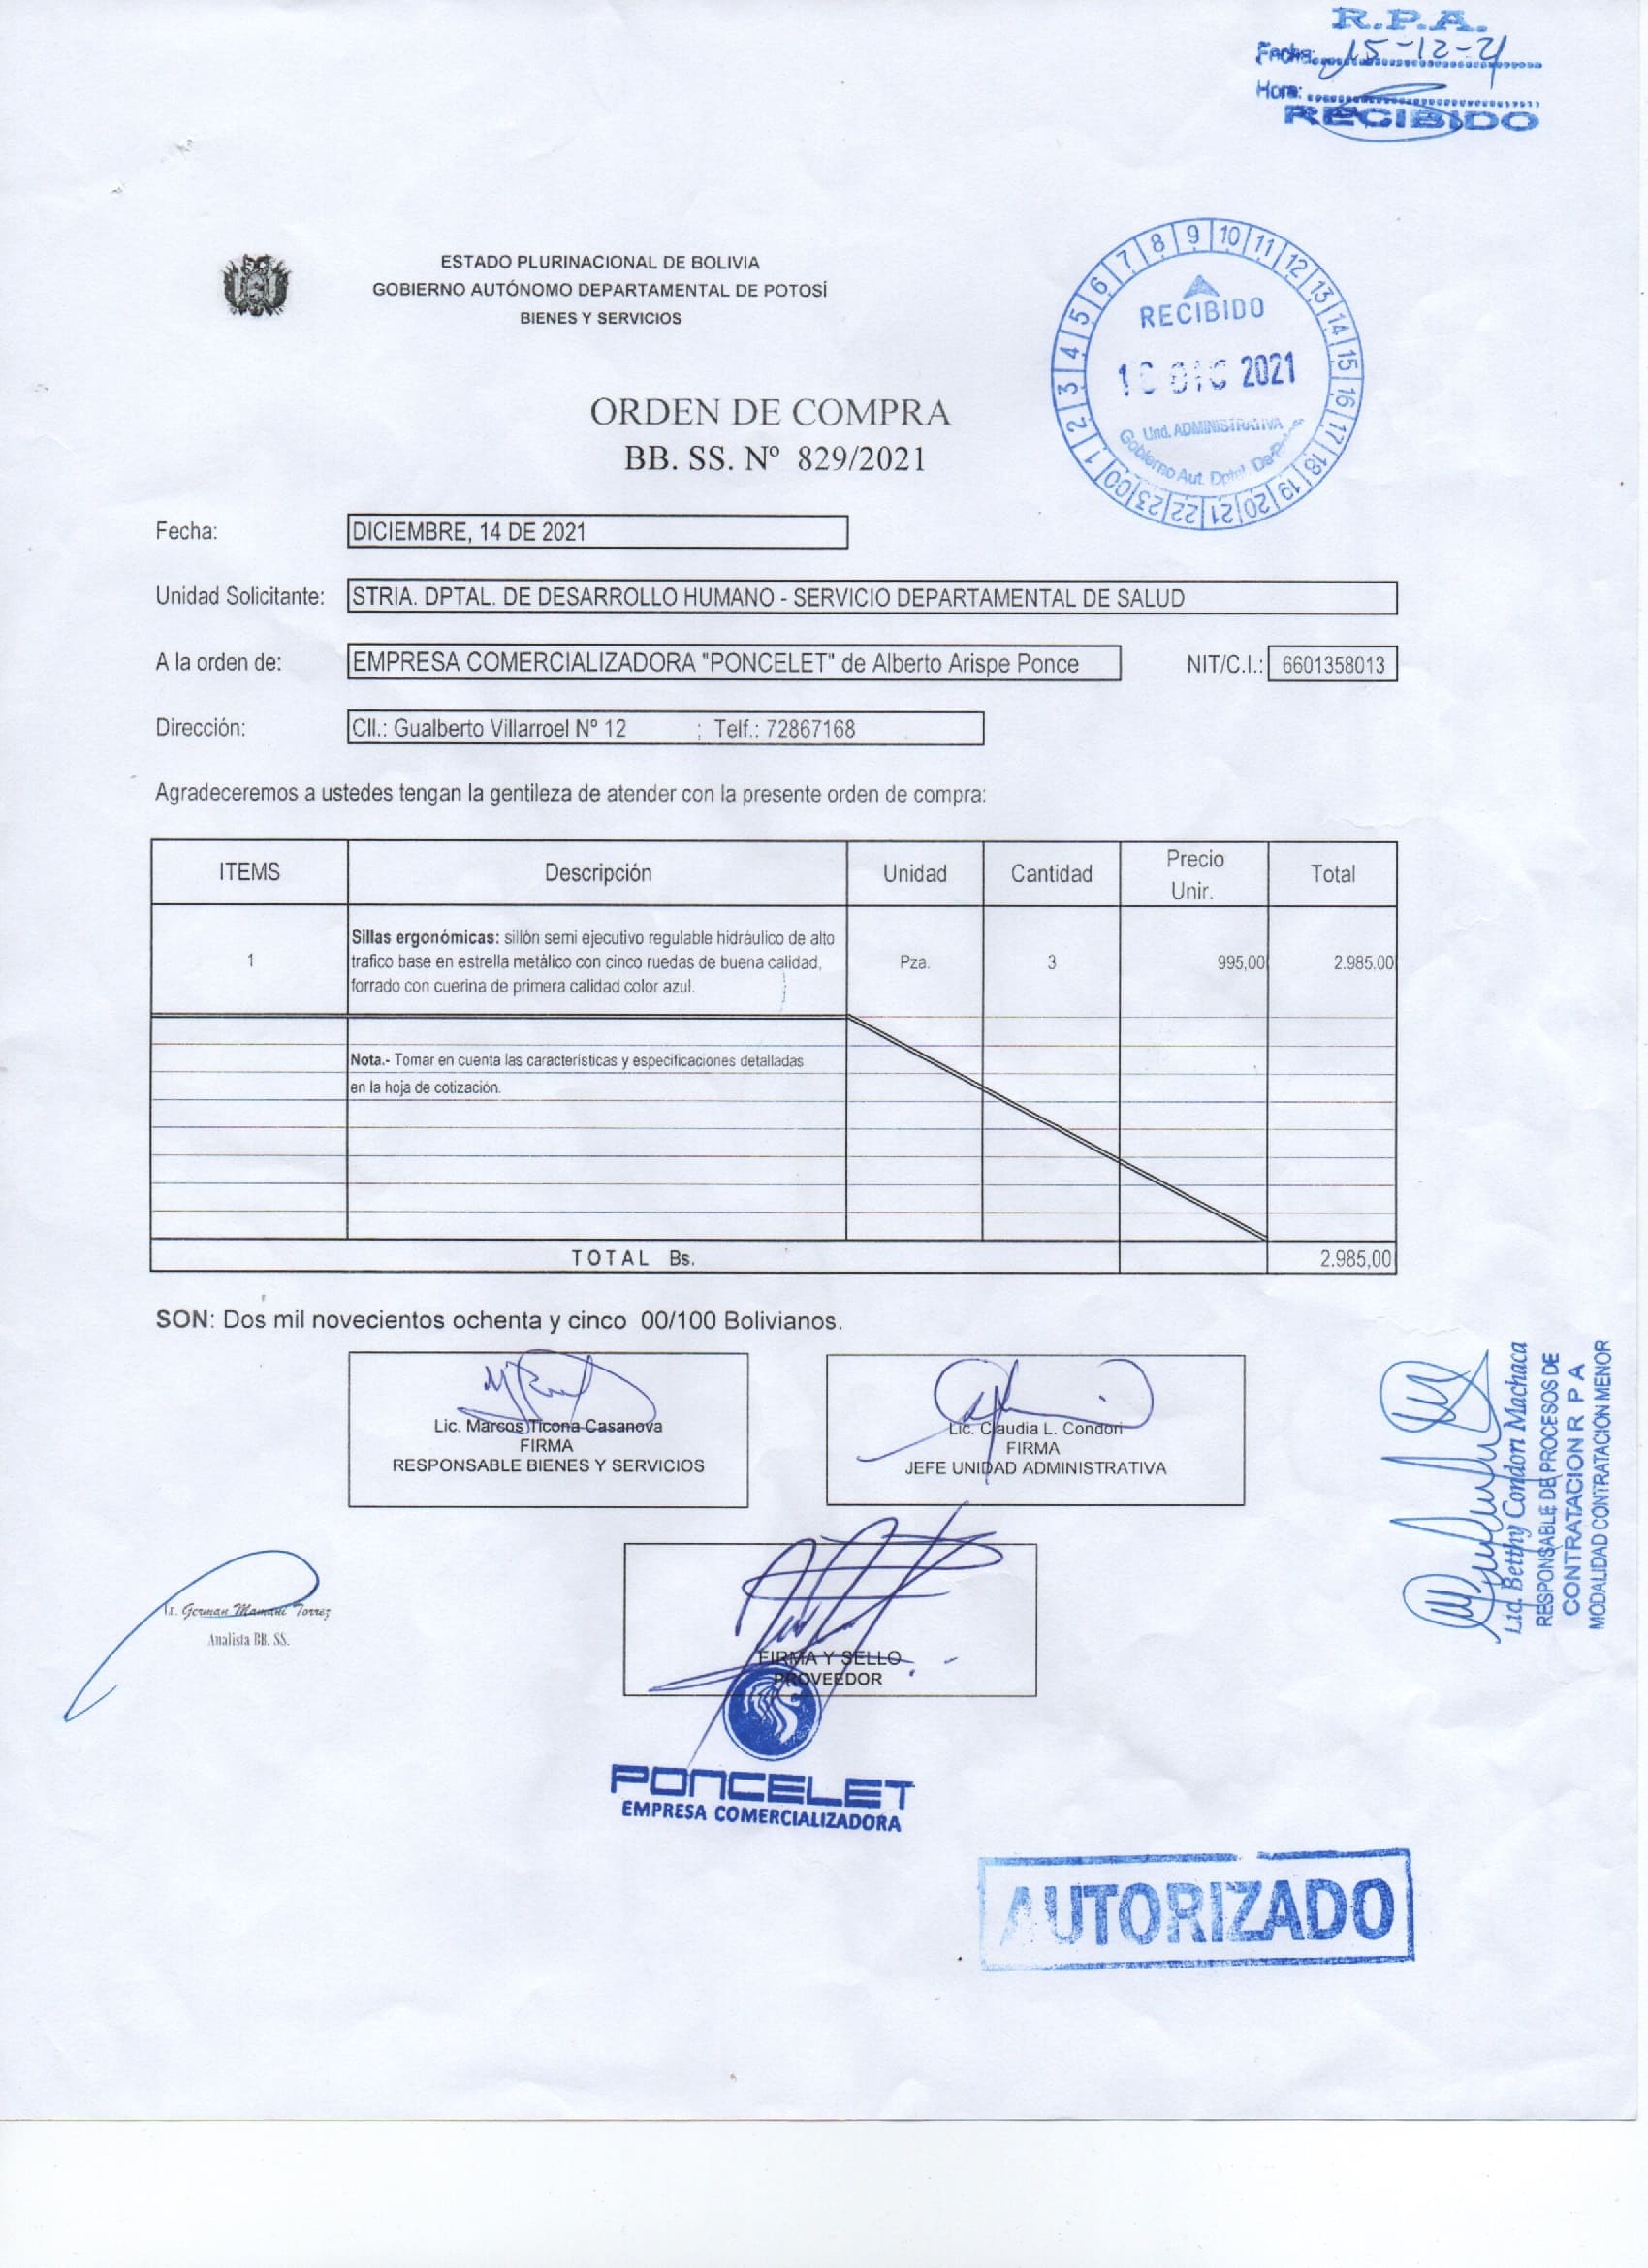 R.P.A.
Fecha: 15-12-21
Hora:
RECIBIDO
ESTADO PLURINACIONAL DE BOLIVIA
GOBIERNO AUTÓNOMO DEPARTAMENTAL DE POTOSÍ
BIENES Y SERVICIOS
00 1 2 3 4 5 6 7 8 9 10 11 12 13 14 15 16 17 18 19 20 21 22 23
RECIBIDO
DIC 2021
Und. ADMINISTRATIVA
Gobierno Aut. Dptal. De
ORDEN DE COMPRA
BB. SS. Nº 829/2021
Fecha: DICIEMBRE, 14 DE 2021
Unidad Solicitante: STRIA. DPTAL. DE DESARROLLO HUMANO - SERVICIO DEPARTAMENTAL DE SALUD
A la orden de: EMPRESA COMERCIALIZADORA "PONCELET" de Alberto Arispe Ponce NIT/C.I.: 6601358013
Dirección: Cll.: Gualberto Villarroel Nº 12 ; Telf.: 72867168
Agradeceremos a ustedes tengan la gentileza de atender con la presente orden de compra:
ITEMS Descripción Unidad Cantidad Precio Unir. Total
1 Sillas ergonómicas: sillón semi ejecutivo regulable hidráulico de alto
trafico base en estrella metálico con cinco ruedas de buena calidad, Pza. 3 995,00 2.985.00
forrado con cuerina de primera calidad color azul.
Nota.- Tomar en cuenta las características y especificaciones detalladas
en la hoja de cotización.
TOTAL Bs. 2.985,00
SON: Dos mil novecientos ochenta y cinco 00/100 Bolivianos.
Lic. Marcos Ticona Casanova
FIRMA
RESPONSABLE BIENES Y SERVICIOS
Lic. Claudia L. Condori
FIRMA
JEFE UNIDAD ADMINISTRATIVA
Lic. Betthy Condori Machaca
RESPONSABLE DE PROCESOS DE
CONTRATACION R P A
MODALIDAD CONTRATACIÓN MENOR
German Mamani Torrez
Analista BB. SS.
FIRMA Y SELLO
PROVEEDOR
PONCELET
EMPRESA COMERCIALIZADORA
AUTORIZADO